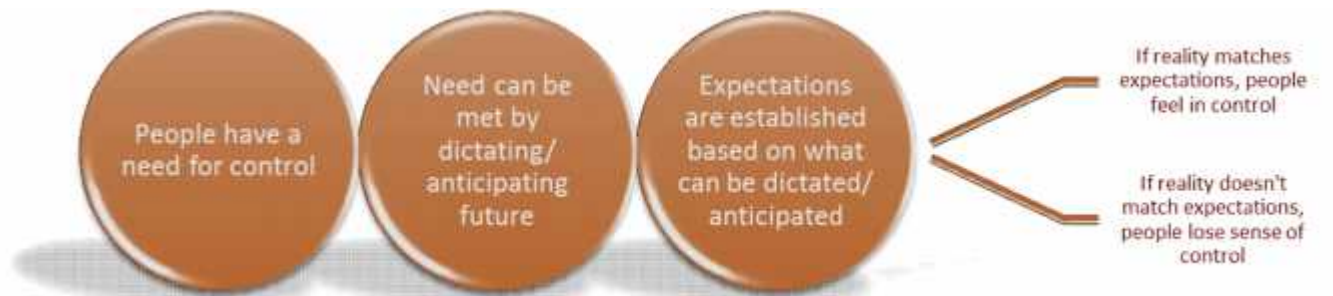 People have a
need for control
Need can be
met by
dictating/
anticipating
future
Expectations
are established
based on what
can be dictated/
anticipated
If reality matches
expectations, people
feel in control
If reality doesn't
match expectations,
people lose sense of
control